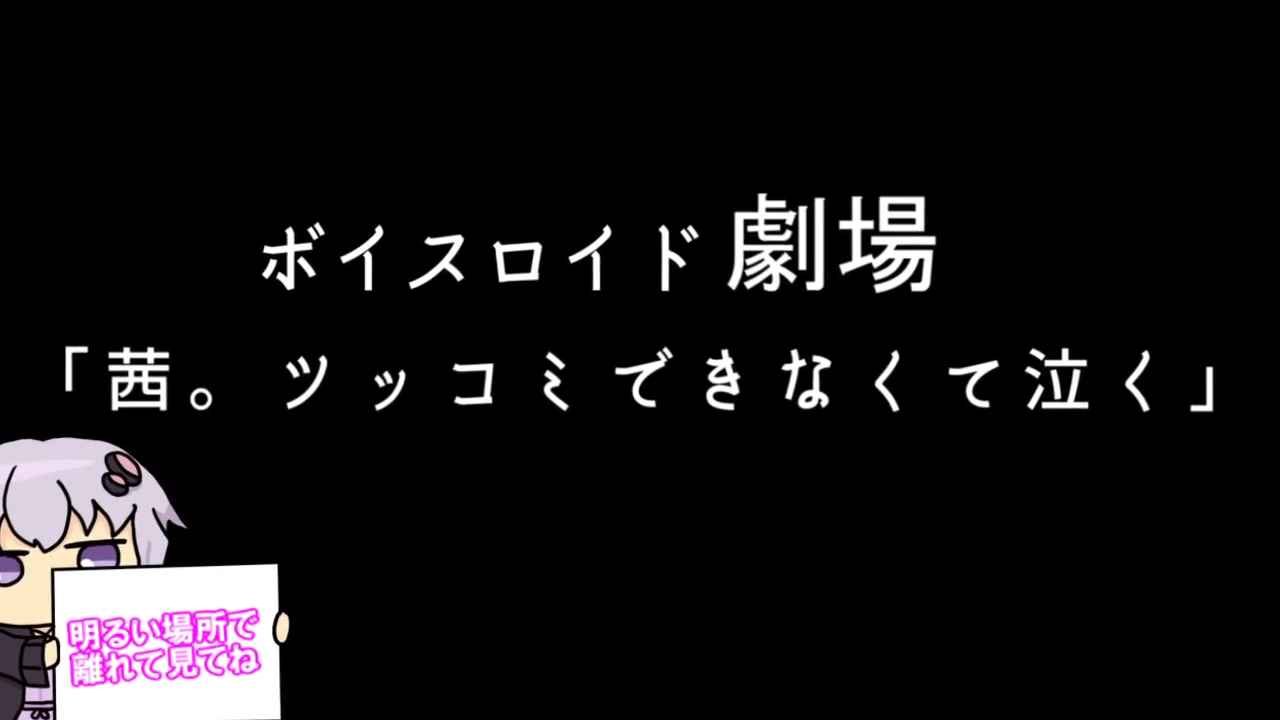 ボイスロイド劇場
「茜。ツッコミできなくて泣く」
明るい場所で
離れて見てね